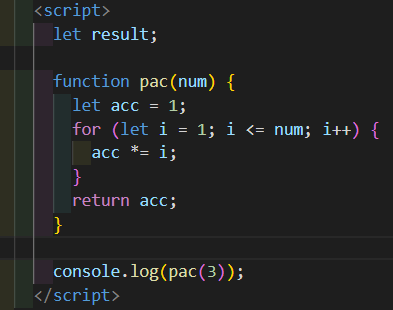 <script>
let result;
function pac(num) {
let acc = 1;
for (let i = 1; i <= num; i++) {
acc *= i;
}
return acc;
}
console.log(pac(3));
</script>